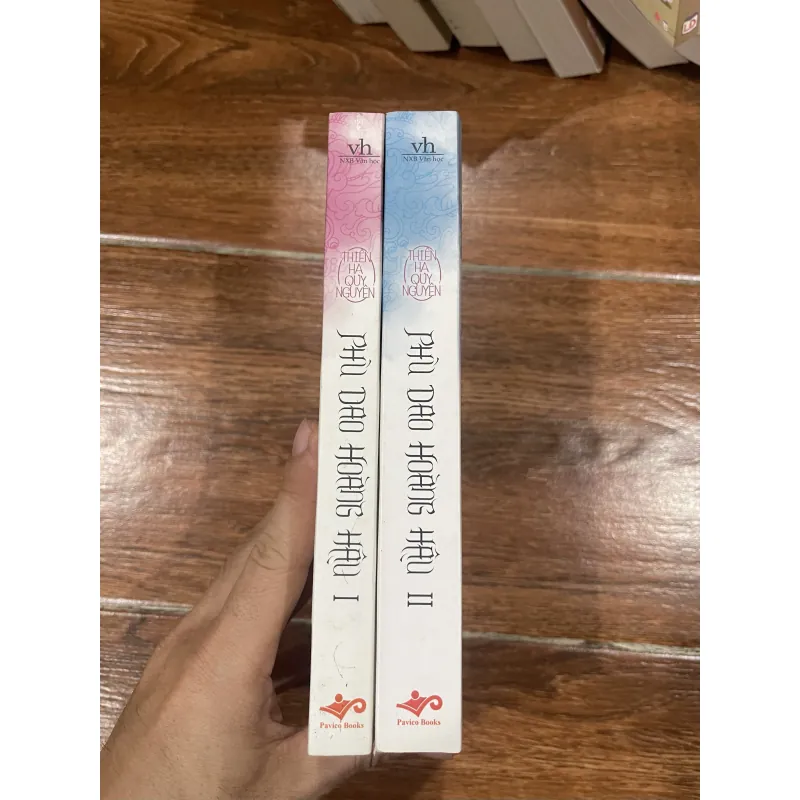 vh
NXB Văn học
THIÊN
HẠ
QUY
NGUYÊN
PHÙ DAO HOÀNG HẬU I
Pavico Books
vh
NXB Văn học
THIÊN
HẠ
QUY
NGUYÊN
PHÙ DAO HOÀNG HẬU II
Pavico Books